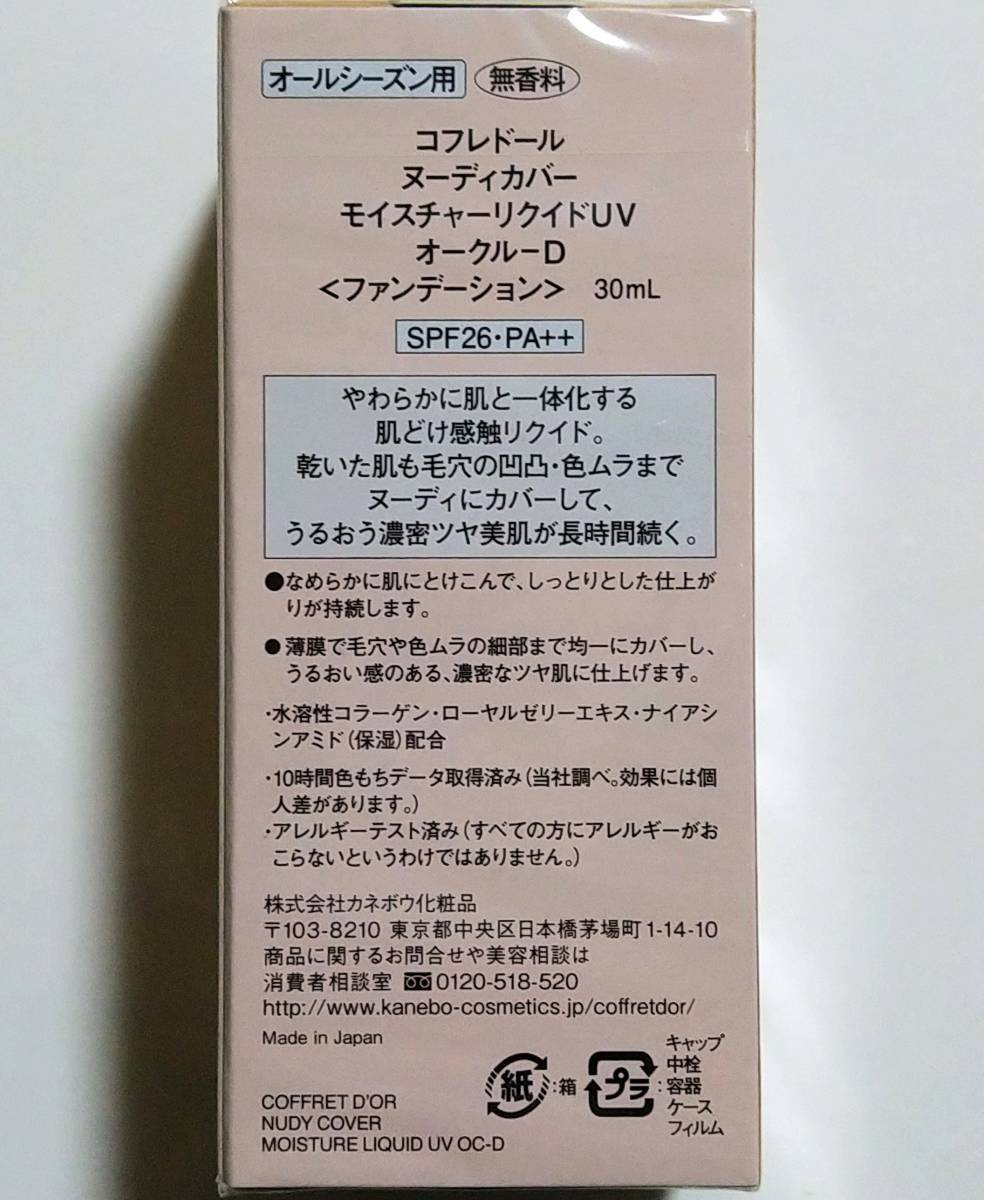 オールシーズン用 無香料
コフレドール
ヌーディカバー
モイスチャーリクイドUV
オークル－D
＜ファンデーション＞ 30mL
SPF26・PA++
やわらかに肌と一体化する
肌どけ感触リクイド。
乾いた肌も毛穴の凹凸・色ムラまで
ヌーディにカバーして、
うるおう濃密ツヤ美肌が長時間続く。
●なめらかに肌にとけこんで、しっとりとした仕上が
りが持続します。
●薄膜で毛穴や色ムラの細部まで均一にカバーし、
うるおい感のある、濃密なツヤ肌に仕上げます。
・水溶性コラーゲン・ローヤルゼリーエキス・ナイアシ
ンアミド（保湿）配合
・10時間色もちデータ取得済み（当社調べ。効果には個
人差があります。）
・アレルギーテスト済み（すべての方にアレルギーがお
こらないというわけではありません。）
株式会社カネボウ化粧品
〒103-8210 東京都中央区日本橋茅場町1-14-10
商品に関するお問合せや美容相談は
消費者相談室 0120-518-520
http://www.kanebo-cosmetics.jp/coffretdor/
Made in Japan
紙：箱
プラ：キャップ
中栓
容器
ケース
フィルム
COFFRET D'OR
NUDY COVER
MOISTURE LIQUID UV OC-D